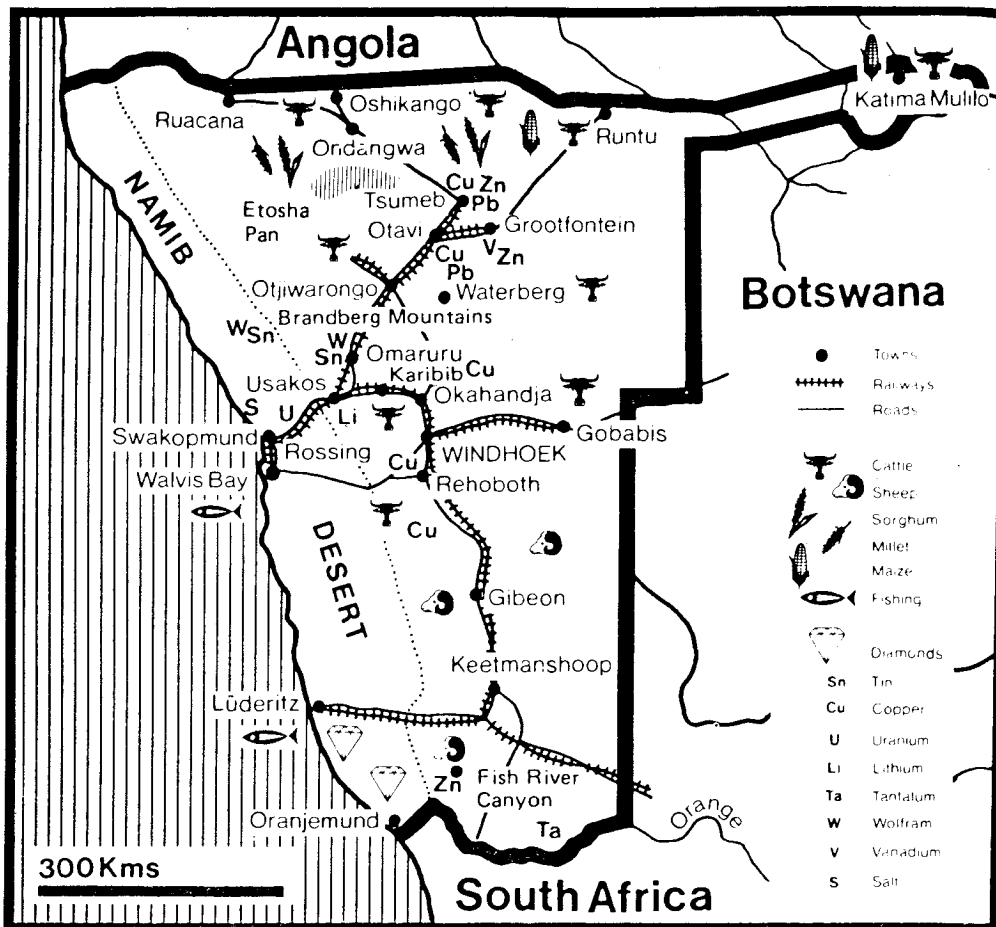 Angola
Katima Mulilo
Ruacana
Oshikango
Runtu
Ondangwa
Cu Zn
Pb
Tsumeb
Etosha
Pan
Otavi
Grootfontein
V Zn
Cu
Pb
NAMIB
Otjiwarongo
Waterberg
Botswana
Brandberg Mountains
W Sn
W
Sn
Omaruru
Karibib
Cu
Usakos
Okahandja
S
U
Li
Swakopmund
Rossing
Cu
WINDHOEK
Gobabis
Walvis Bay
Rehoboth
Cu
DESERT
Gibeon
Keetmanshoop
Lüderitz
Zn
Fish River
Canyon
Oranjemund
Ta
Orange
300 Kms
South Africa
Towns
Railways
Roads
Cattle
Sheep
Sorghum
Millet
Maize
Fishing
Diamonds
Sn Tin
Cu Copper
U Uranium
Li Lithium
Ta Tantalum
W Wolfram
V Vanadium
S Salt